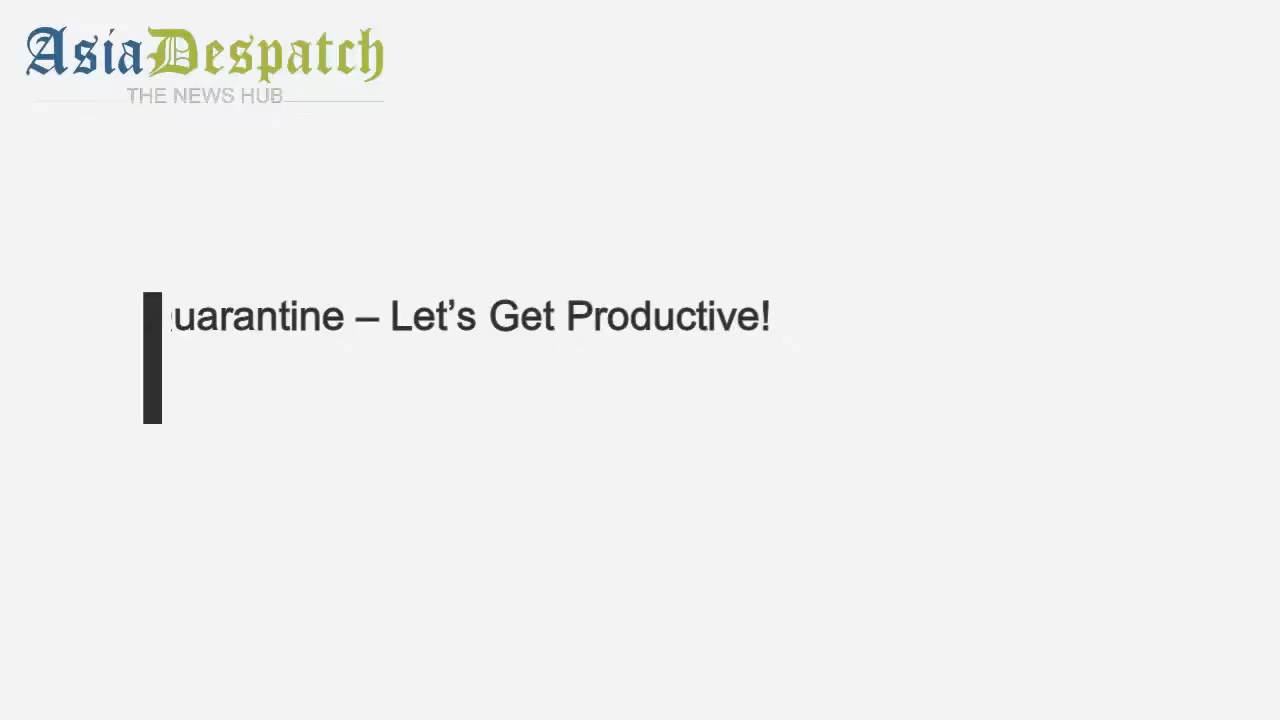 AsiaDespatch
THE NEWS HUB
uarantine – Let’s Get Productive!